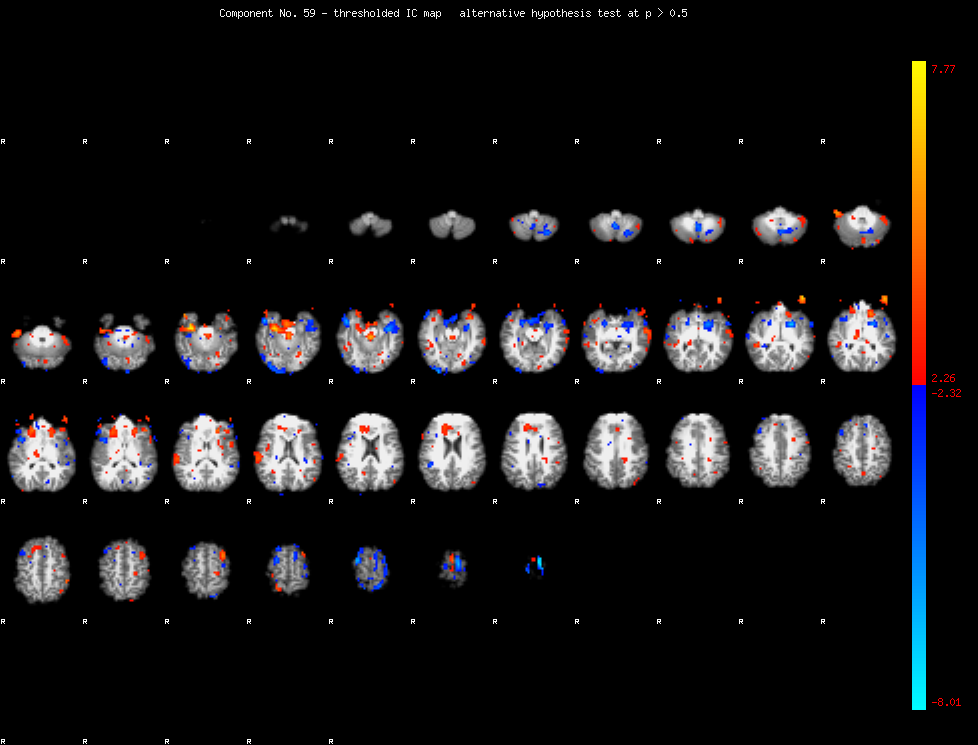 Component No. 59 - thresholded IC map   alternative hypothesis test at p > 0.5
7.77
R R R R R R R R R R R
R R R R R R R R R R R
2.26
R R R R R R R R R R R
-2.32
R R R R R R R R R R R
R R R R R R R R R R R
-8.01
R R R R R